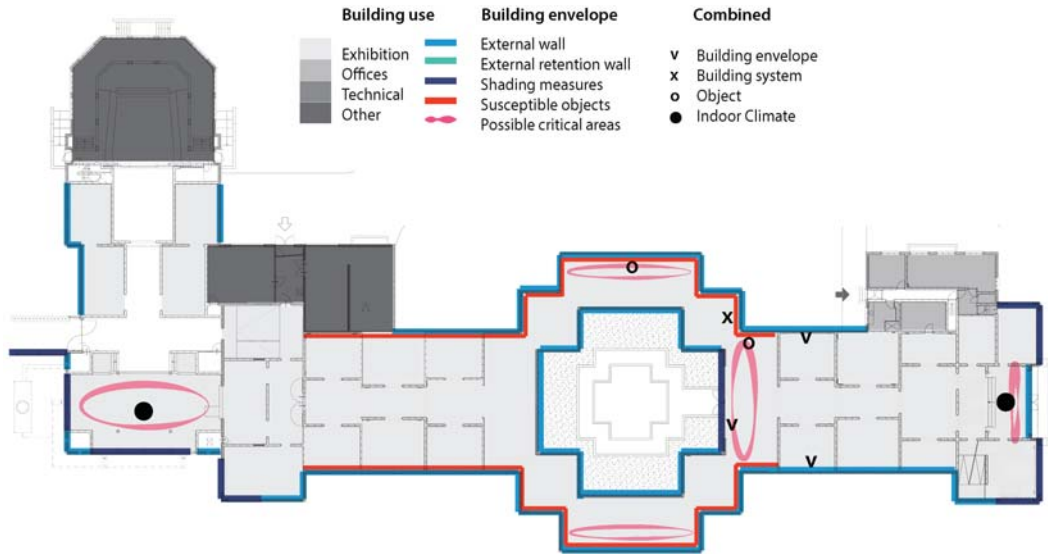 Building use
Exhibition
Offices
Technical
Other
Building envelope
External wall
External retention wall
Shading measures
Susceptible objects
Possible critical areas
Combined
v Building envelope
x Building system
o Object
Indoor Climate
O
X
O
V
V
V